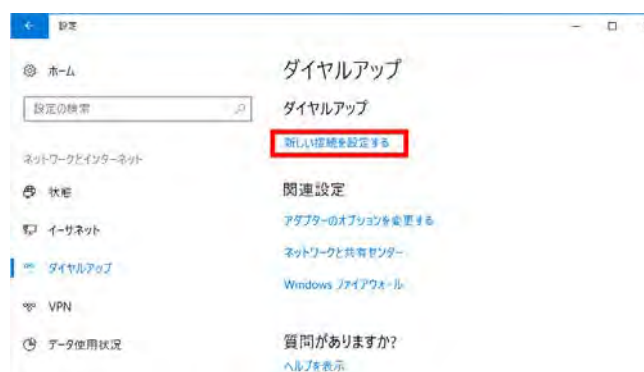 設定
ホーム
設定の検索
ネットワークとインターネット
状態
イーサネット
ダイヤルアップ
VPN
データ使用状況
ダイヤルアップ
ダイヤルアップ
新しい接続を設定する
関連設定
アダプターのオプションを変更する
ネットワークと共有センター
Windows ファイアウォール
質問がありますか?
ヘルプを表示